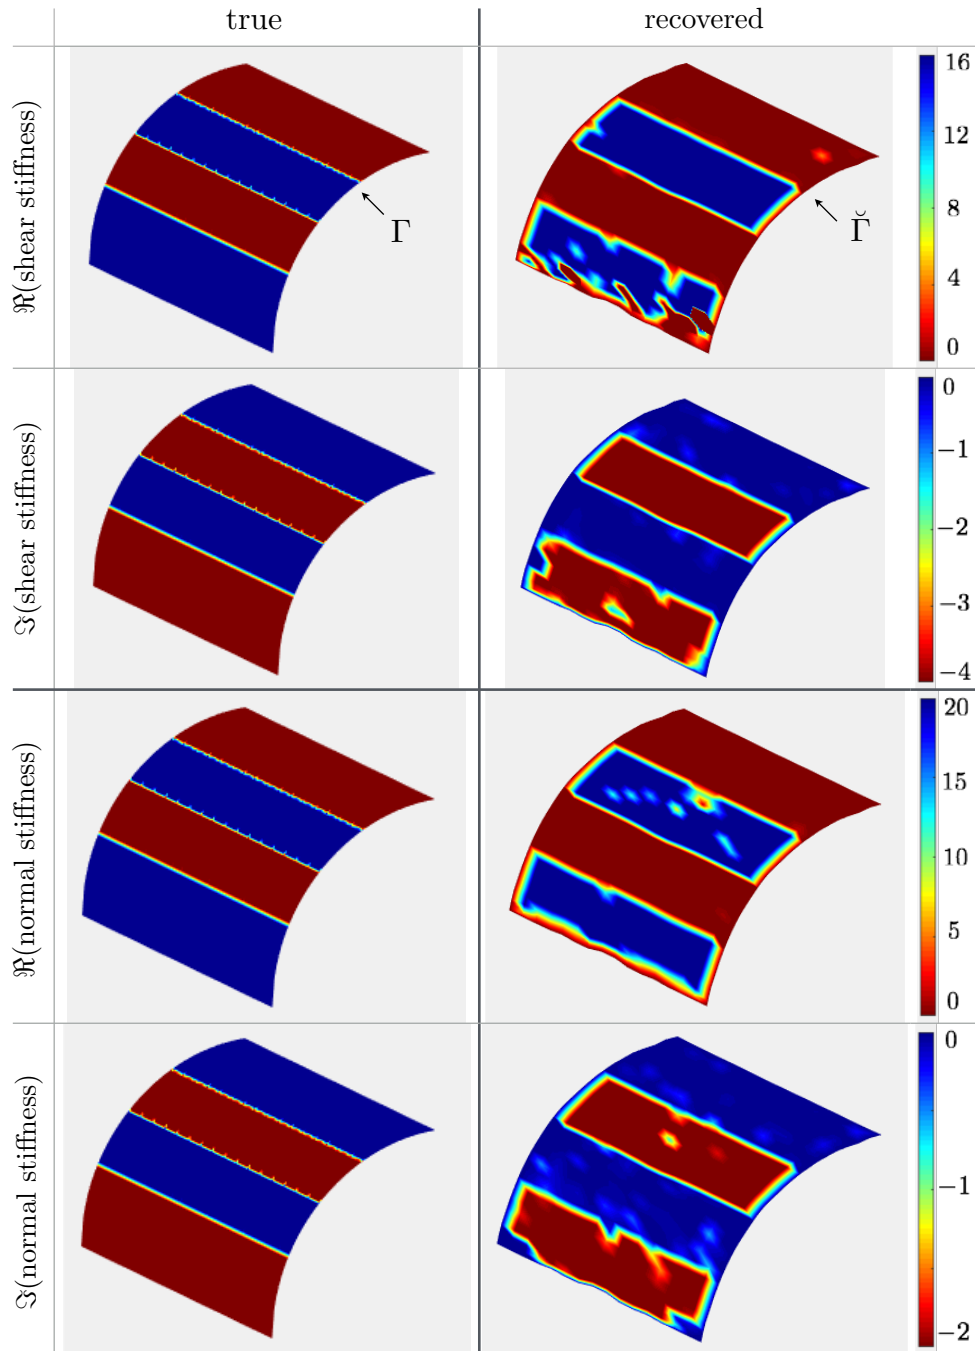 true
recovered
ℜ(shear stiffness)
Γ
Γ̆
16
12
8
4
0
ℑ(shear stiffness)
0
−1
−2
−3
−4
ℜ(normal stiffness)
20
15
10
5
0
ℑ(normal stiffness)
0
−1
−2